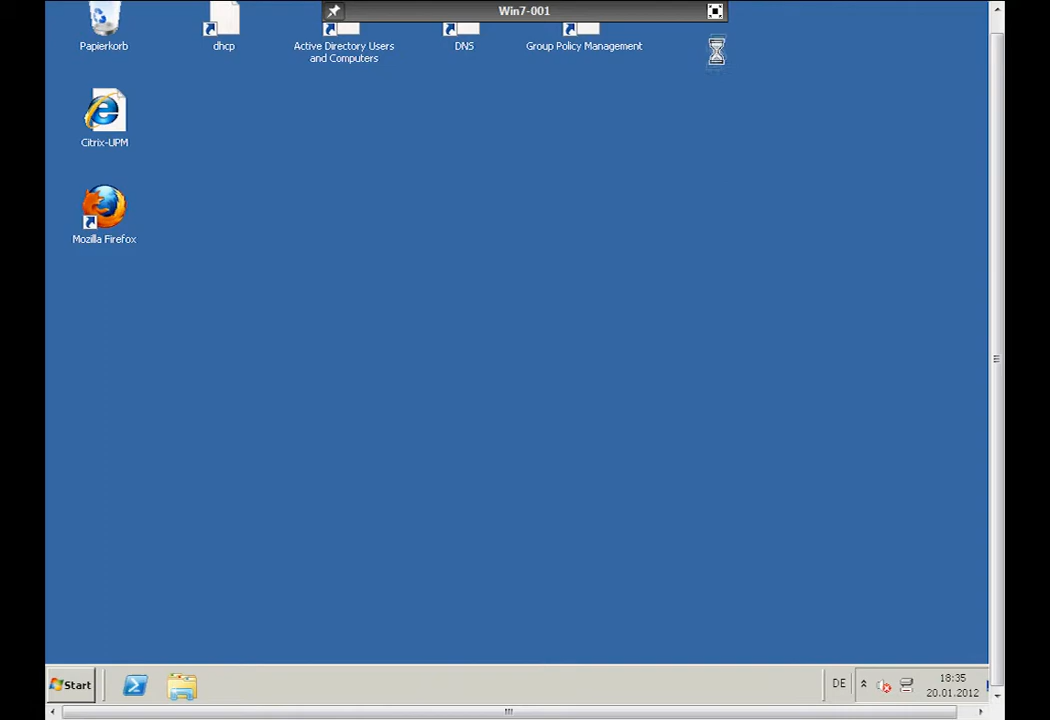 Win7-001
Papierkorb
dhcp
Active Directory Users
and Computers
DNS
Group Policy Management
Citrix-UPM
Mozilla Firefox
Start
DE
18:35
20.01.2012